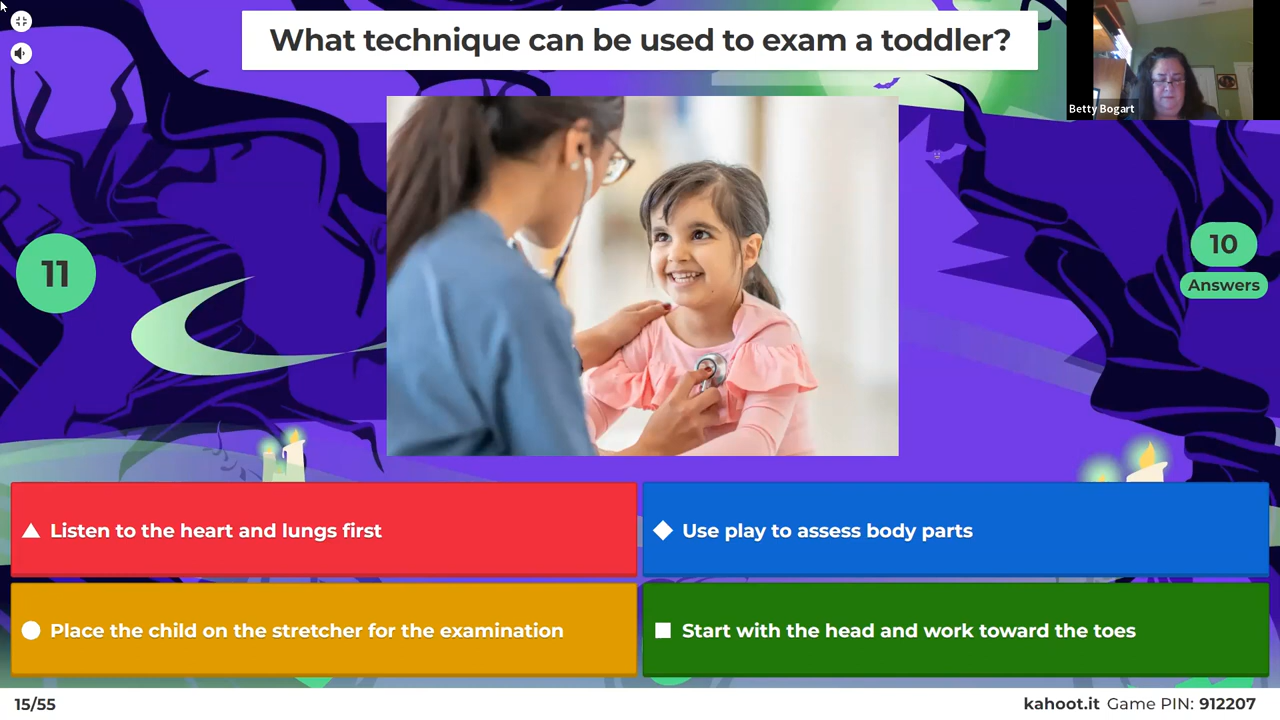 What technique can be used to exam a toddler?
Betty Bogart
11
10
Answers
Listen to the heart and lungs first
Use play to assess body parts
Place the child on the stretcher for the examination
Start with the head and work toward the toes
15/55
kahoot.it Game PIN: 912207